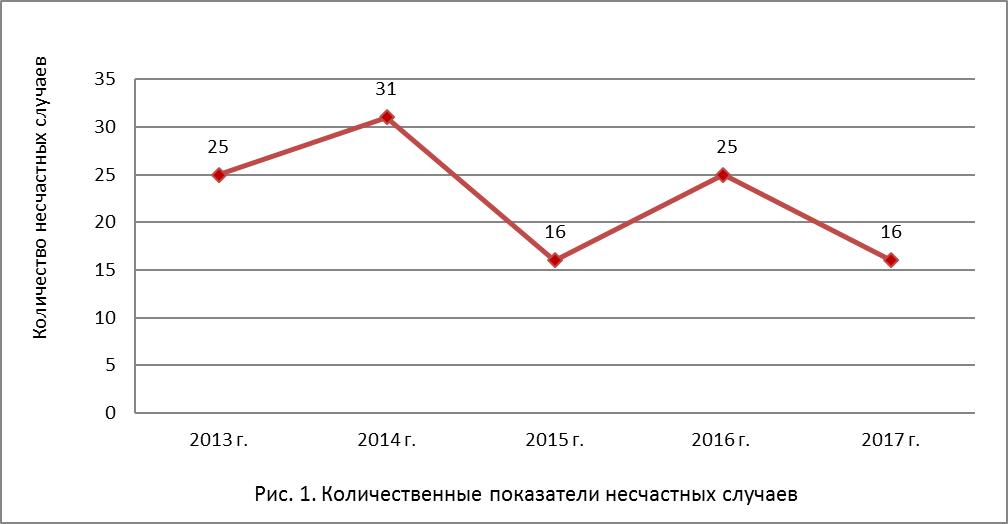 Количество несчастных случаев
35
30
25
20
15
10
5
0
25
31
16
25
16
2013 г.
2014 г.
2015 г.
2016 г.
2017 г.
Рис. 1. Количественные показатели несчастных случаев